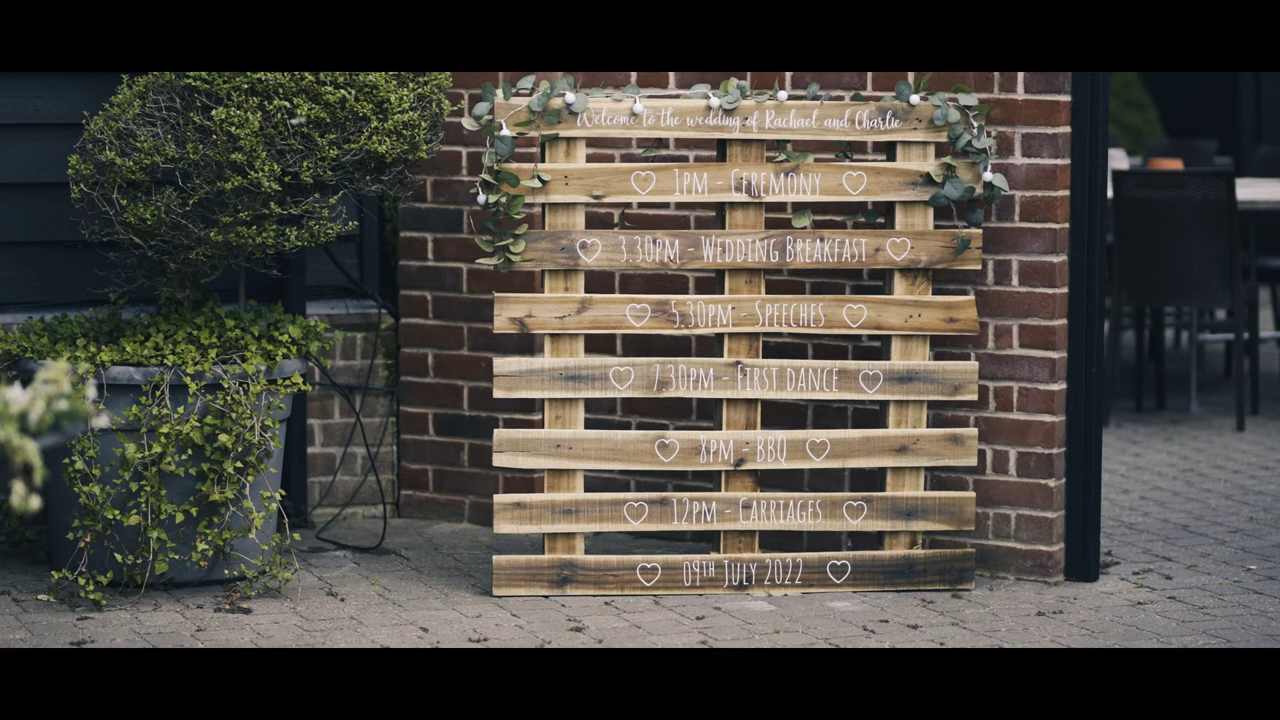 Welcome to the wedding of Rachael and Charlie
1PM - CEREMONY
3.30PM - WEDDING BREAKFAST
5.30PM - SPEECHES
7.30PM - FIRST DANCE
8PM - BBQ
12PM - CARRIAGES
09TH JULY 2022